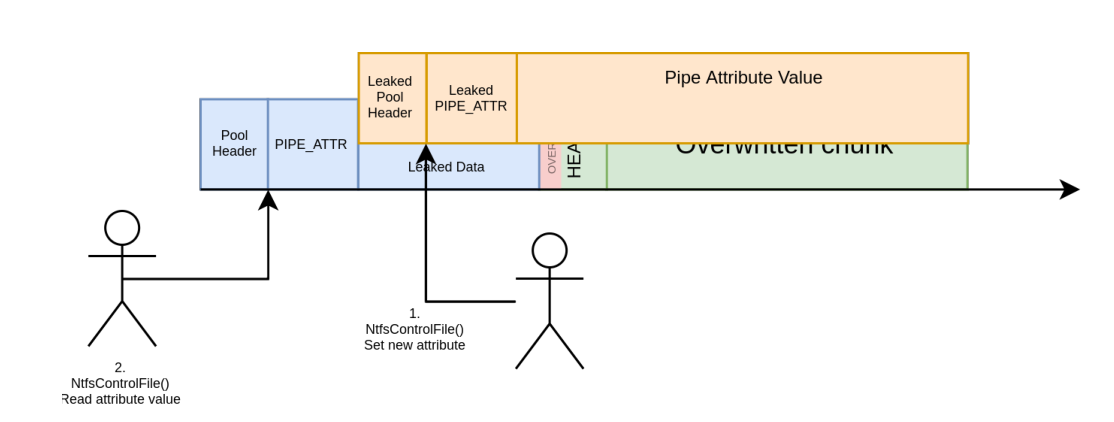 Leaked
Pool
Header
Leaked
PIPE_ATTR
Pipe Attribute Value
Pool
Header
PIPE_ATTR
Leaked Data
OVER
HEA
Overwritten chunk
1.
NtfsControlFile()
Set new attribute
2.
NtfsControlFile()
Read attribute value